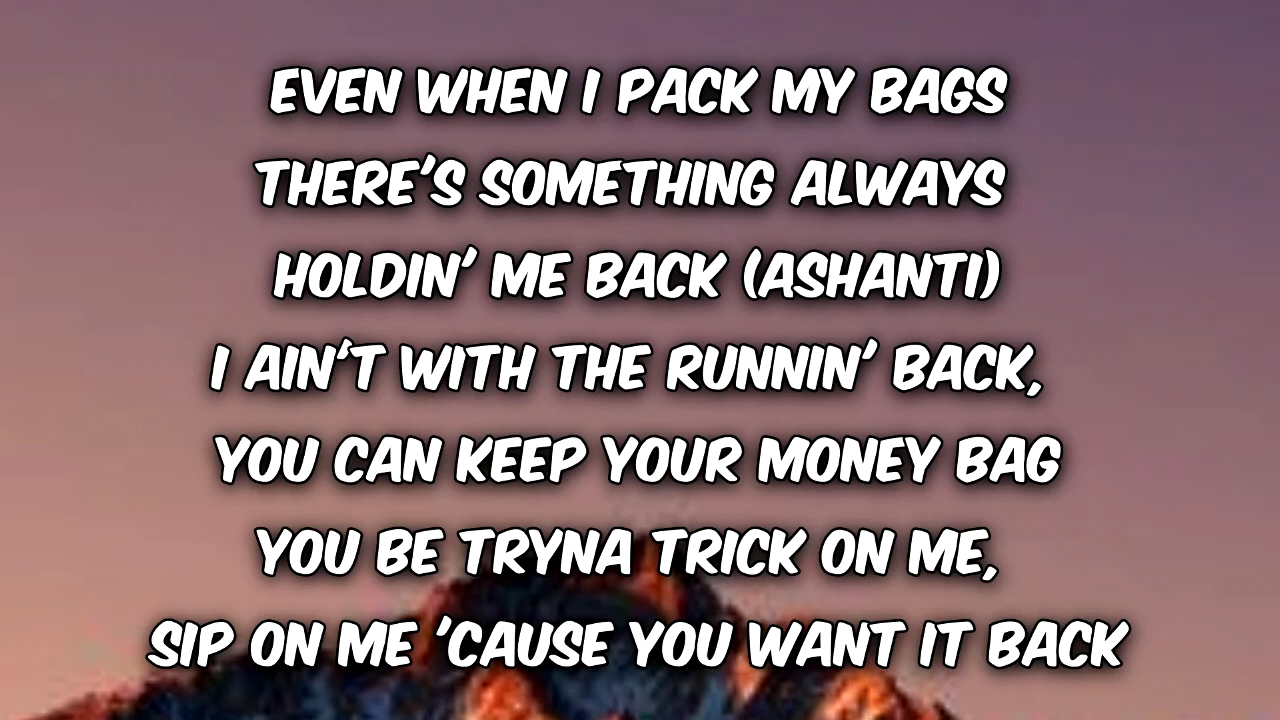 EVEN WHEN I PACK MY BAGS
THERE'S SOMETHING ALWAYS
HOLDIN' ME BACK (ASHANTI)
I AIN'T WITH THE RUNNIN' BACK,
YOU CAN KEEP YOUR MONEY BAG
YOU BE TRYNA TRICK ON ME,
SIP ON ME 'CAUSE YOU WANT IT BACK